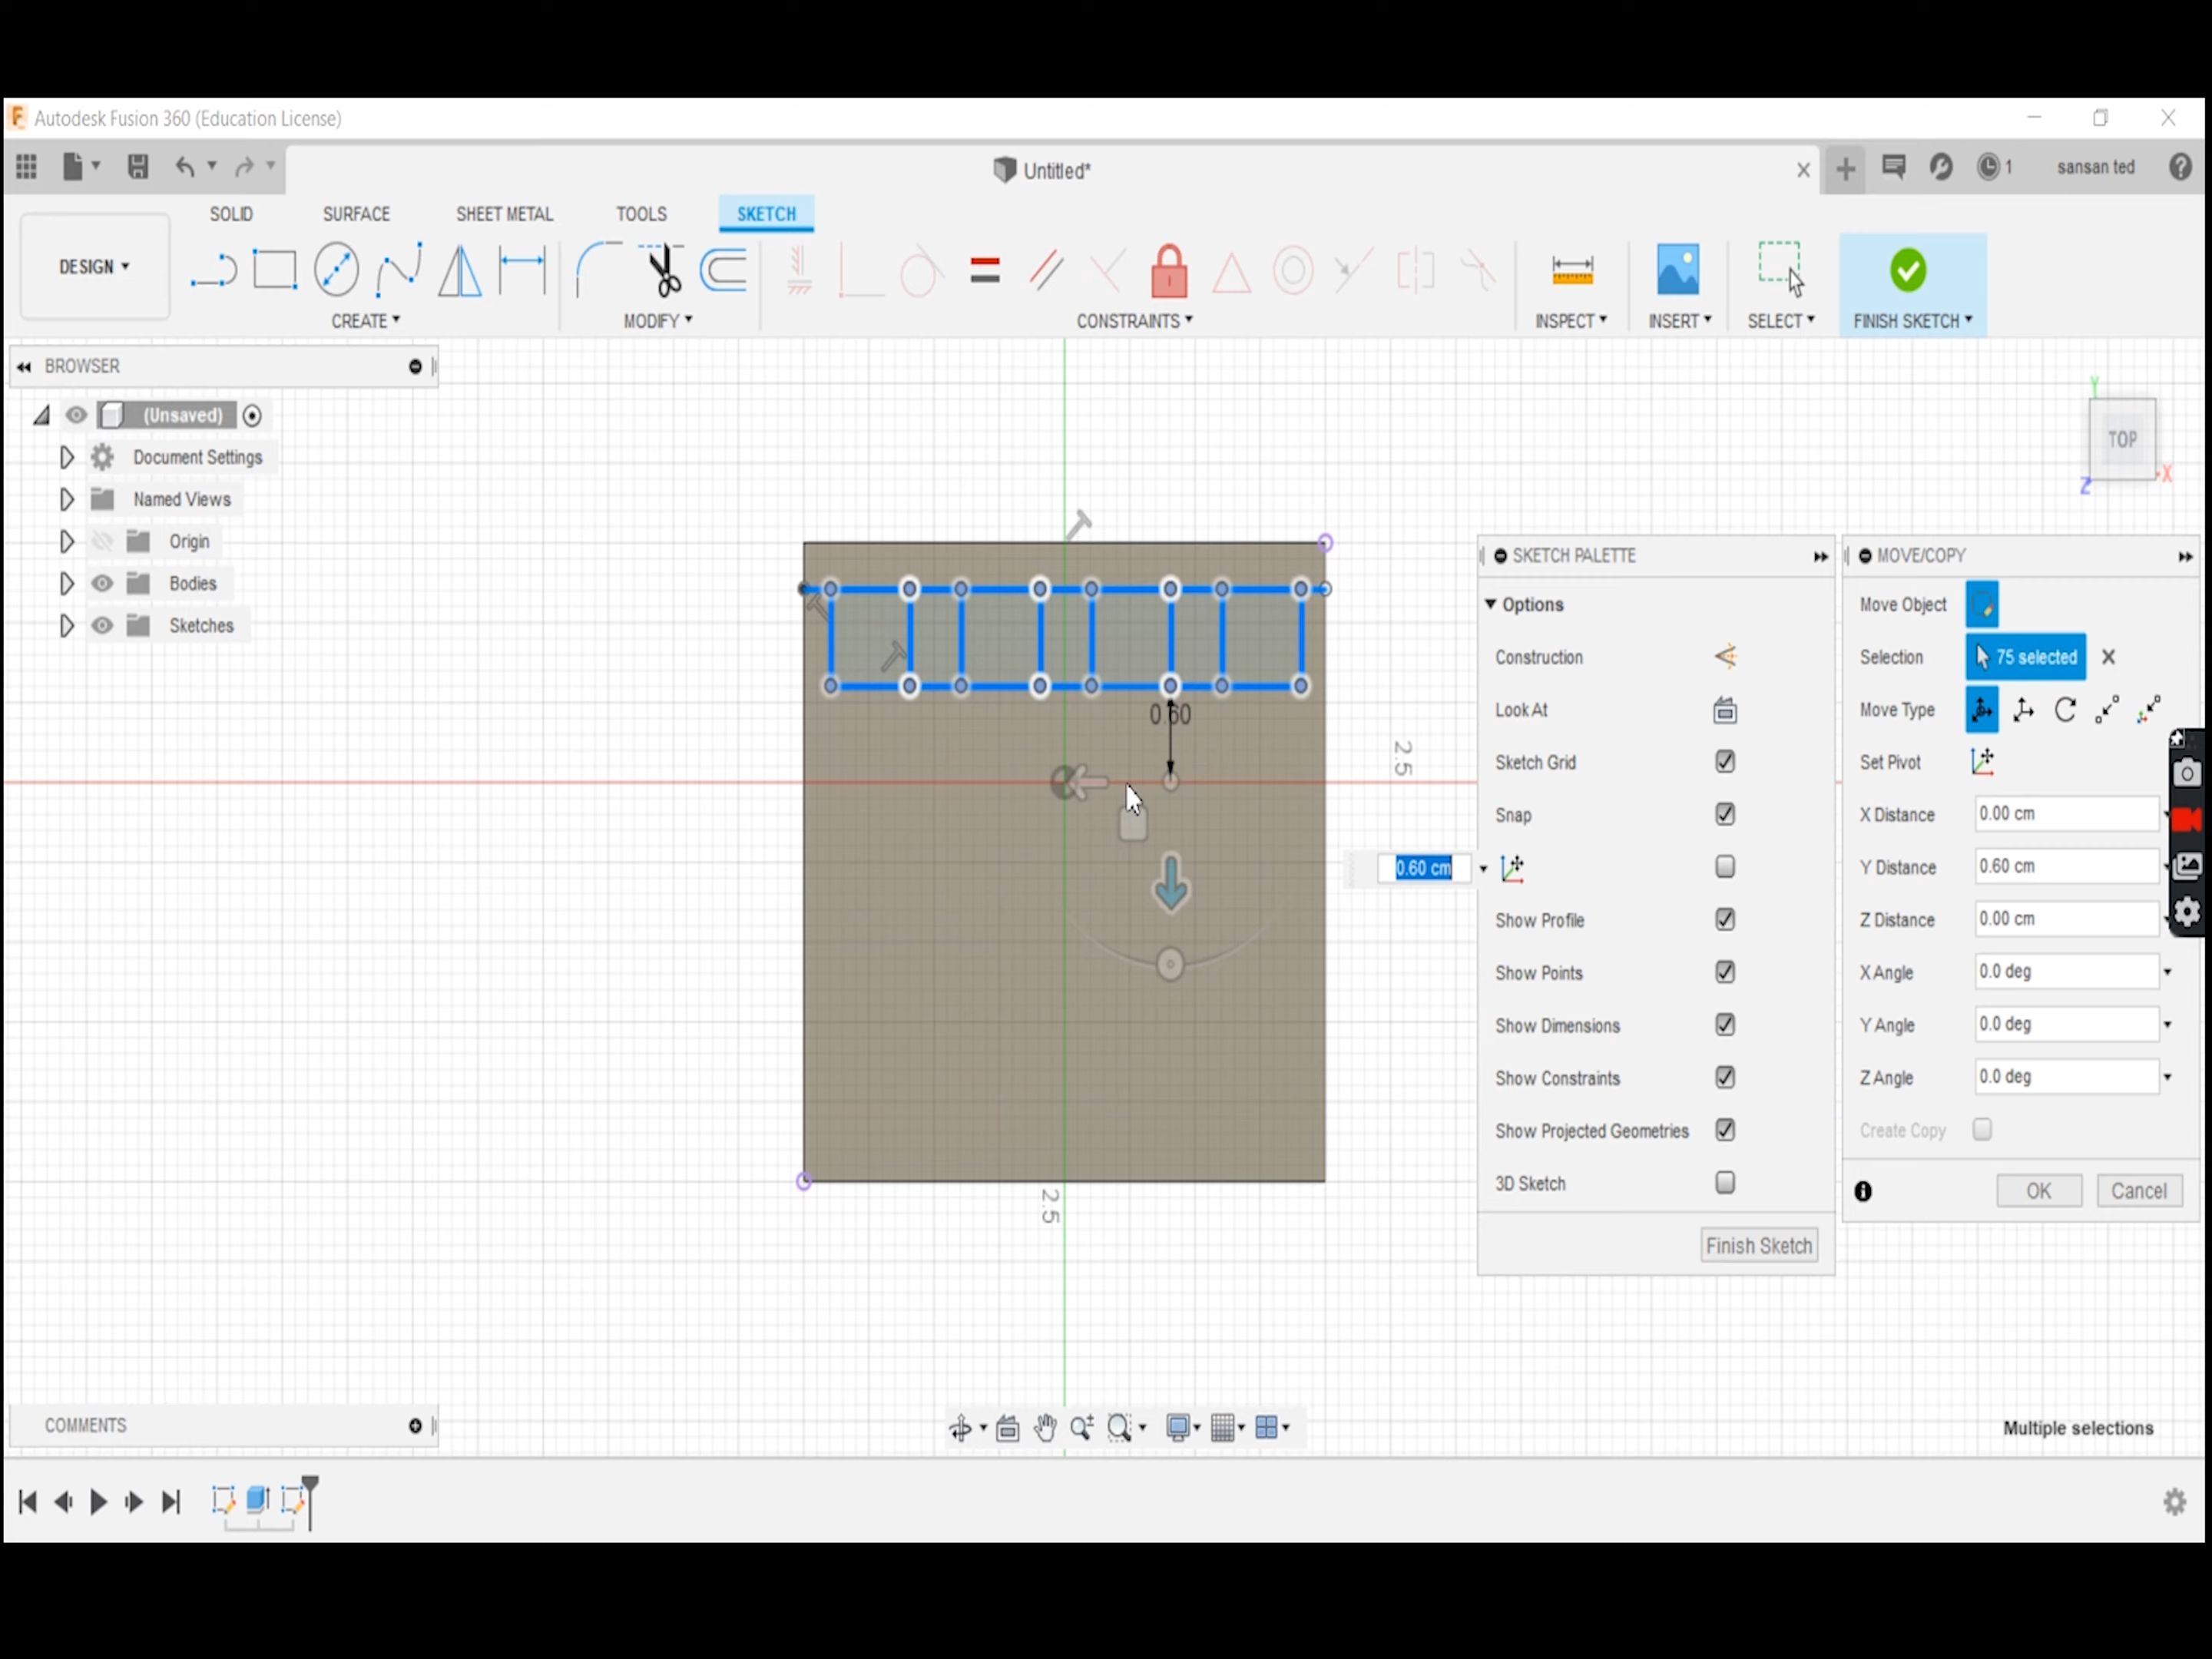 Autodesk Fusion 360 (Education License)
Untitled*
1
sansan ted
DESIGN
SOLID
SURFACE
SHEET METAL
TOOLS
SKETCH
CREATE
MODIFY
CONSTRAINTS
INSPECT
INSERT
SELECT
FINISH SKETCH
BROWSER
(Unsaved)
Document Settings
Named Views
Origin
Bodies
Sketches
Y
TOP
Z
X
0.60
2.5
2.5
0.60 cm
SKETCH PALETTE
Options
Construction
Look At
Sketch Grid
Snap
Show Profile
Show Points
Show Dimensions
Show Constraints
Show Projected Geometries
3D Sketch
Finish Sketch
MOVE/COPY
Move Object
Selection
75 selected
Move Type
Set Pivot
X Distance
0.00 cm
Y Distance
0.60 cm
Z Distance
0.00 cm
X Angle
0.0 deg
Y Angle
0.0 deg
Z Angle
0.0 deg
Create Copy
OK
Cancel
COMMENTS
Multiple selections